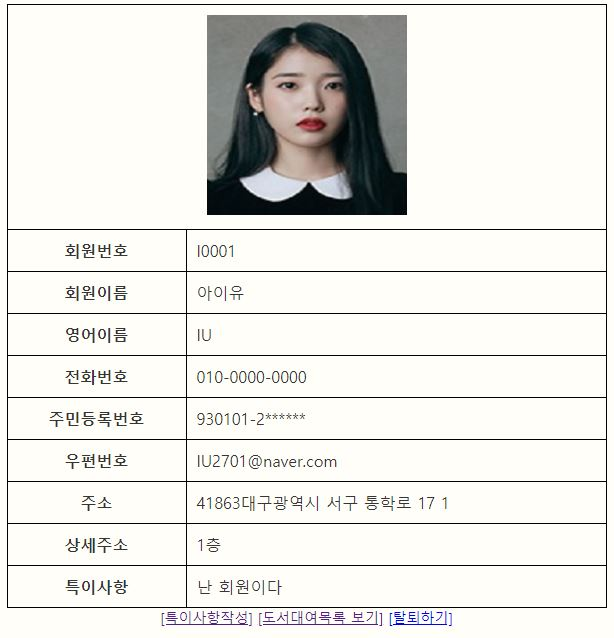 회원번호 I0001
회원이름 아이유
영어이름 IU
전화번호 010-0000-0000
주민등록번호 930101-2******
우편번호 IU2701@naver.com
주소 41863대구광역시 서구 통학로 17 1
상세주소 1층
특이사항 난 회원이다
[특이사항작성] [도서대여목록 보기] [탈퇴하기]